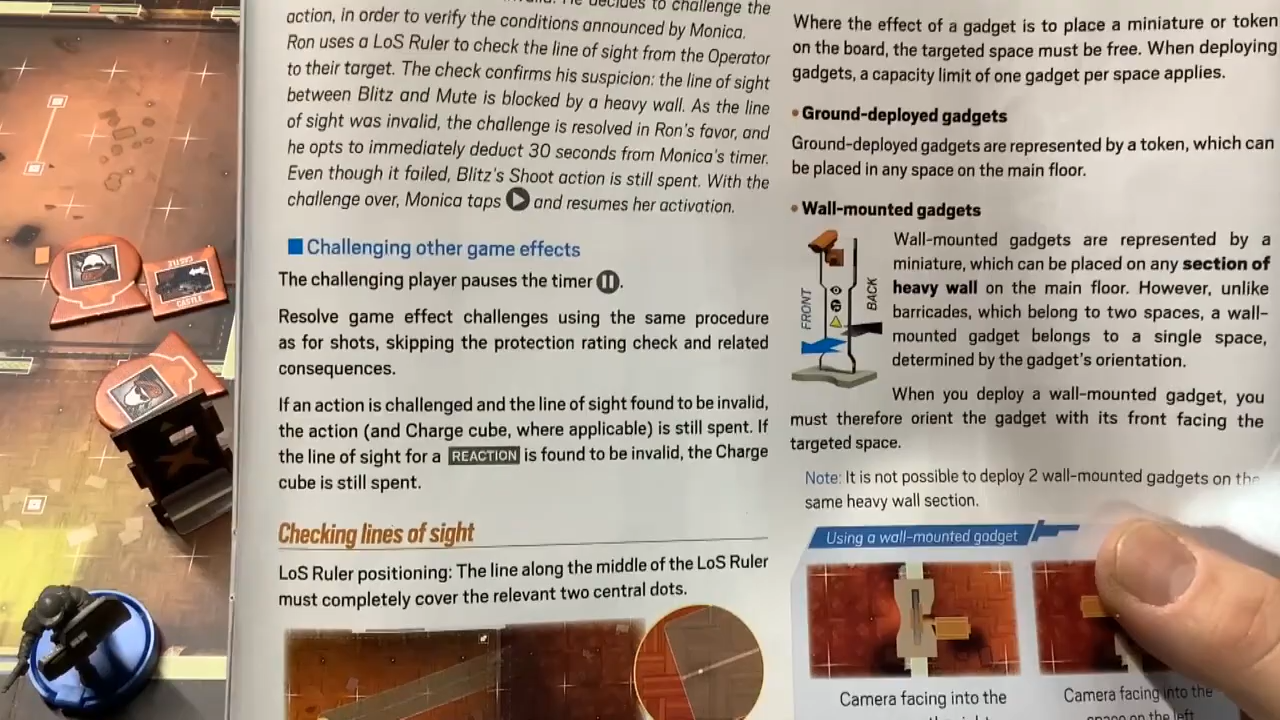 decides to challenge the
action, in order to verify the conditions announced by Monica.
Ron uses a LoS Ruler to check the line of sight from the Operator
to their target. The check confirms his suspicion: the line of sight
between Blitz and Mute is blocked by a heavy wall. As the line
of sight was invalid, the challenge is resolved in Ron's favor, and
he opts to immediately deduct 30 seconds from Monica's timer.
Even though it failed, Blitz's Shoot action is still spent. With the
challenge over, Monica taps and resumes her activation.
■ Challenging other game effects
The challenging player pauses the timer .
Resolve game effect challenges using the same procedure
as for shots, skipping the protection rating check and related
consequences.
If an action is challenged and the line of sight found to be invalid,
the action (and Charge cube, where applicable) is still spent. If
the line of sight for a REACTION is found to be invalid, the Charge
cube is still spent.
Checking lines of sight
LoS Ruler positioning: The line along the middle of the LoS Ruler
must completely cover the relevant two central dots.
Where the effect of a gadget is to place a miniature or token
on the board, the targeted space must be free. When deploying
gadgets, a capacity limit of one gadget per space applies.
• Ground-deployed gadgets
Ground-deployed gadgets are represented by a token, which can
be placed in any space on the main floor.
• Wall-mounted gadgets
FRONT
BACK
Wall-mounted gadgets are represented by a
miniature, which can be placed on any section of
heavy wall on the main floor. However, unlike
barricades, which belong to two spaces, a wall-
mounted gadget belongs to a single space,
determined by the gadget's orientation.
When you deploy a wall-mounted gadget, you
must therefore orient the gadget with its front facing the
targeted space.
Note: It is not possible to deploy 2 wall-mounted gadgets on the
same heavy wall section.
Using a wall-mounted gadget
Camera facing into the
Camera facing into the
space on the left
CASTLE
CASTLE